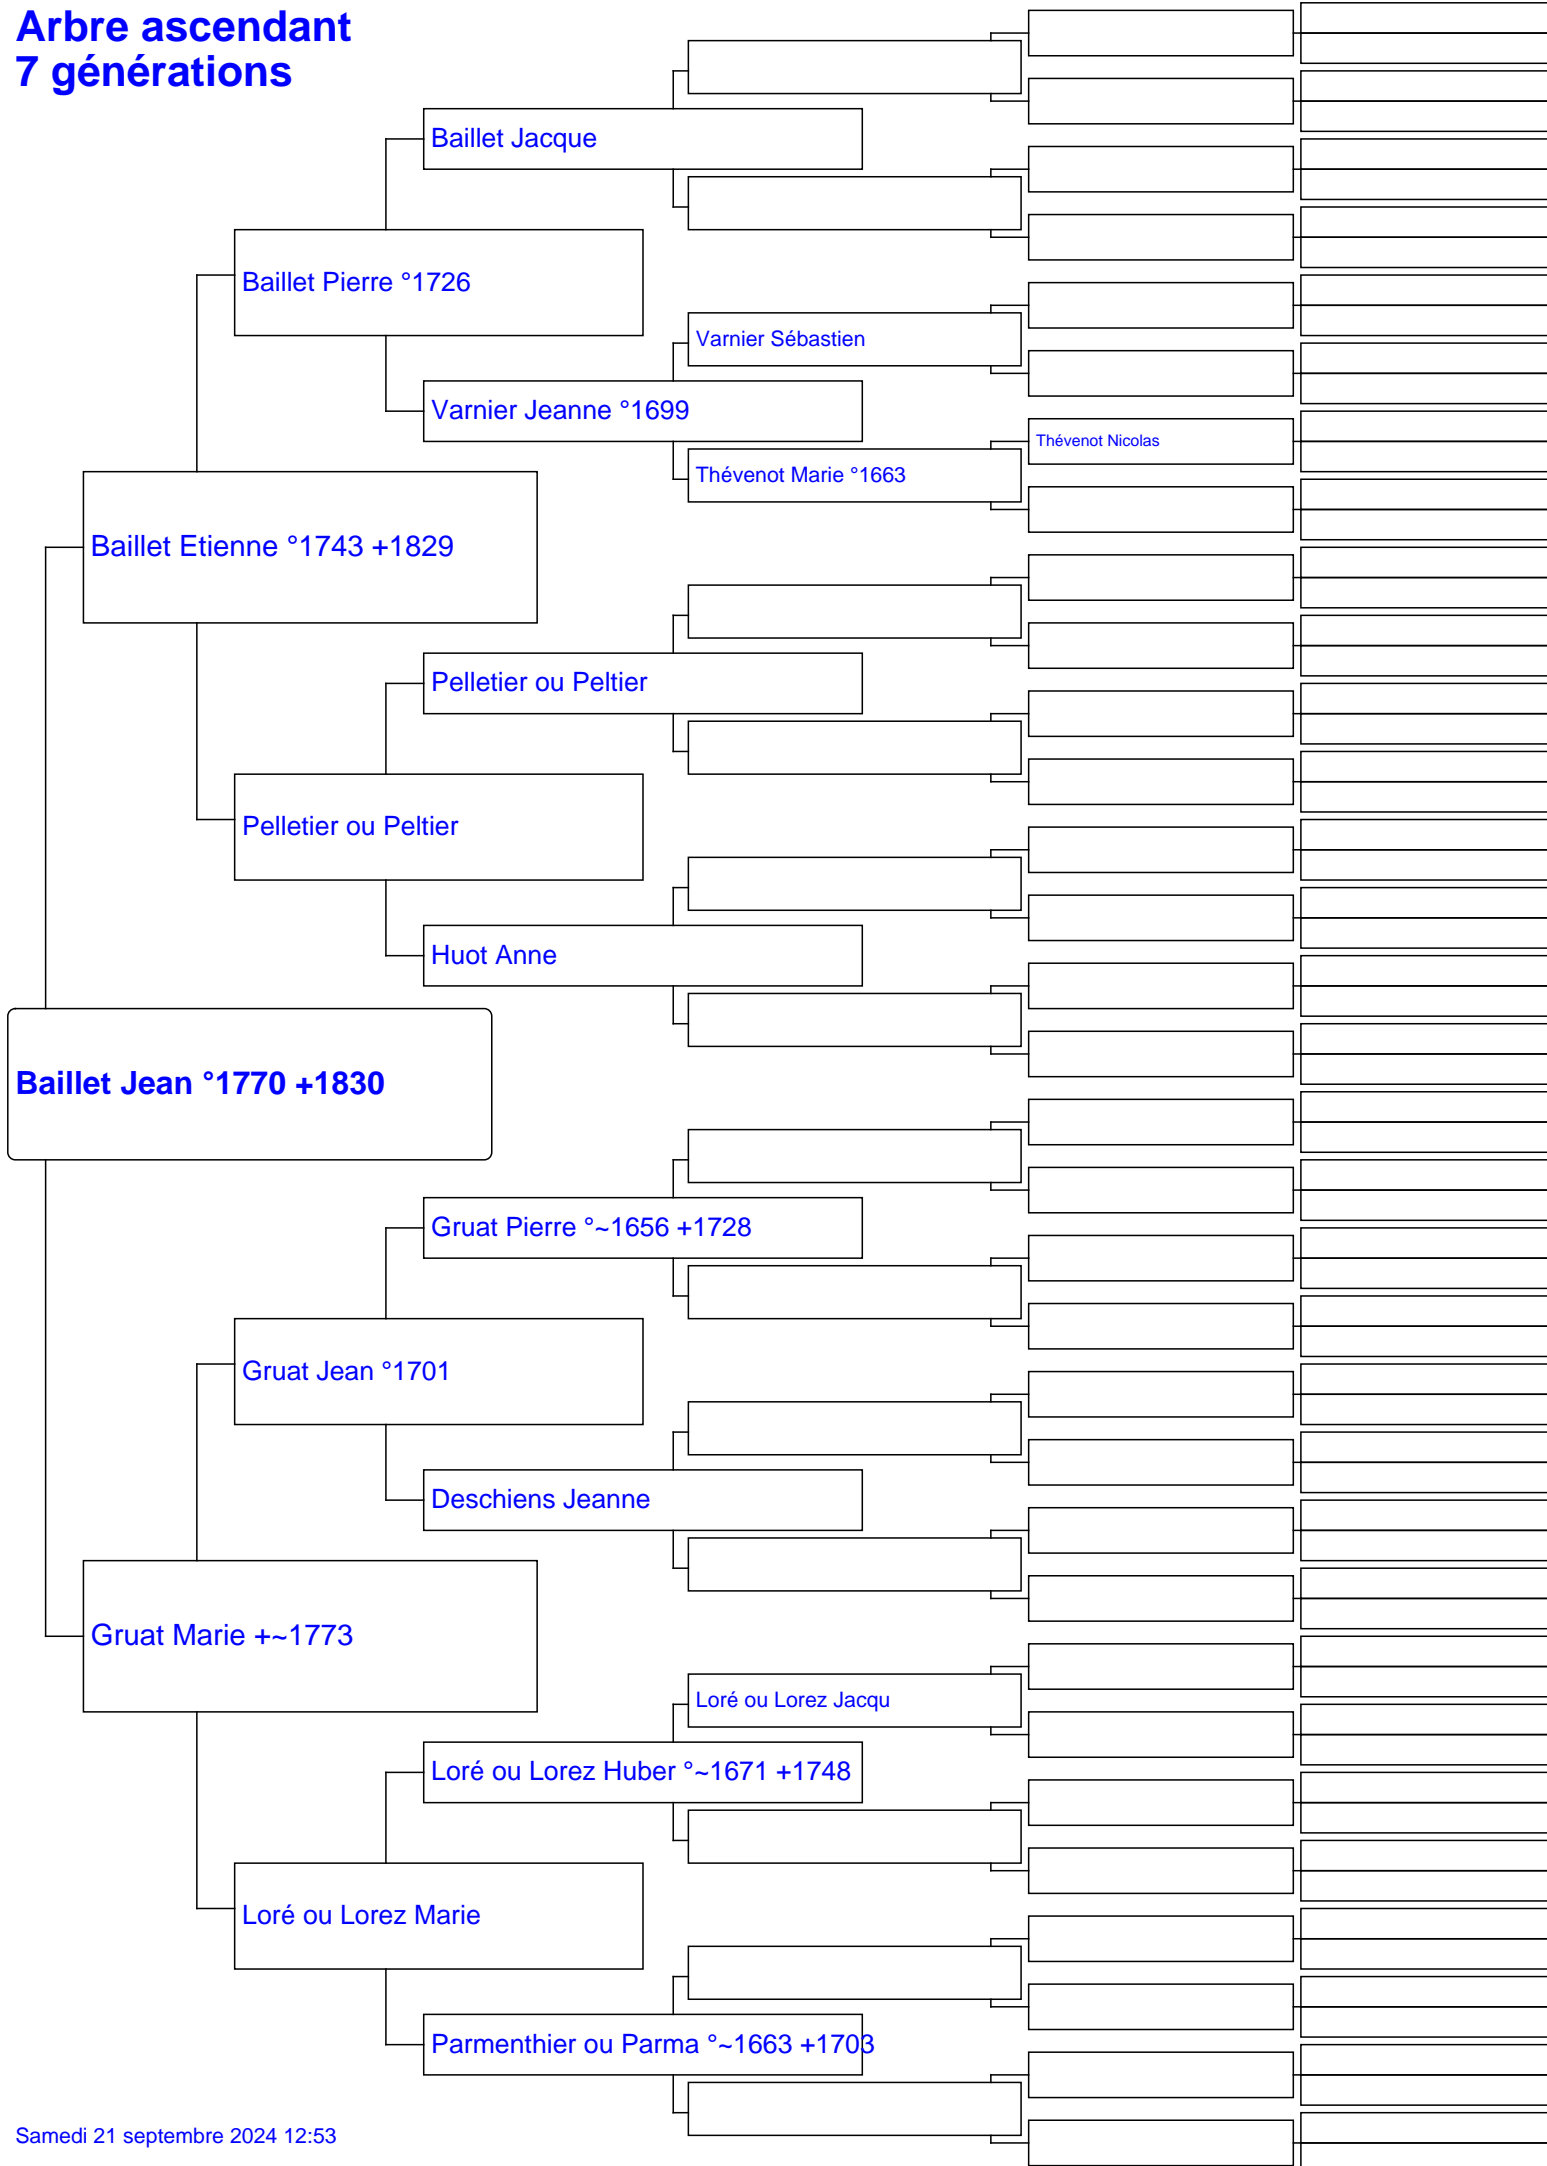 Arbre ascendant
7 générations
Baillet Jacque
Baillet Pierre °1726
Varnier Sébastien
Varnier Jeanne °1699
Thévenot Nicolas
Thévenot Marie °1663
Baillet Etienne °1743 +1829
Pelletier ou Peltier
Pelletier ou Peltier
Huot Anne
Baillet Jean °1770 +1830
Gruat Pierre °~1656 +1728
Gruat Jean °1701
Deschiens Jeanne
Gruat Marie +~1773
Loré ou Lorez Jacqu
Loré ou Lorez Huber °~1671 +1748
Loré ou Lorez Marie
Parmenthier ou Parma °~1663 +1703
Samedi 21 septembre 2024 12:53